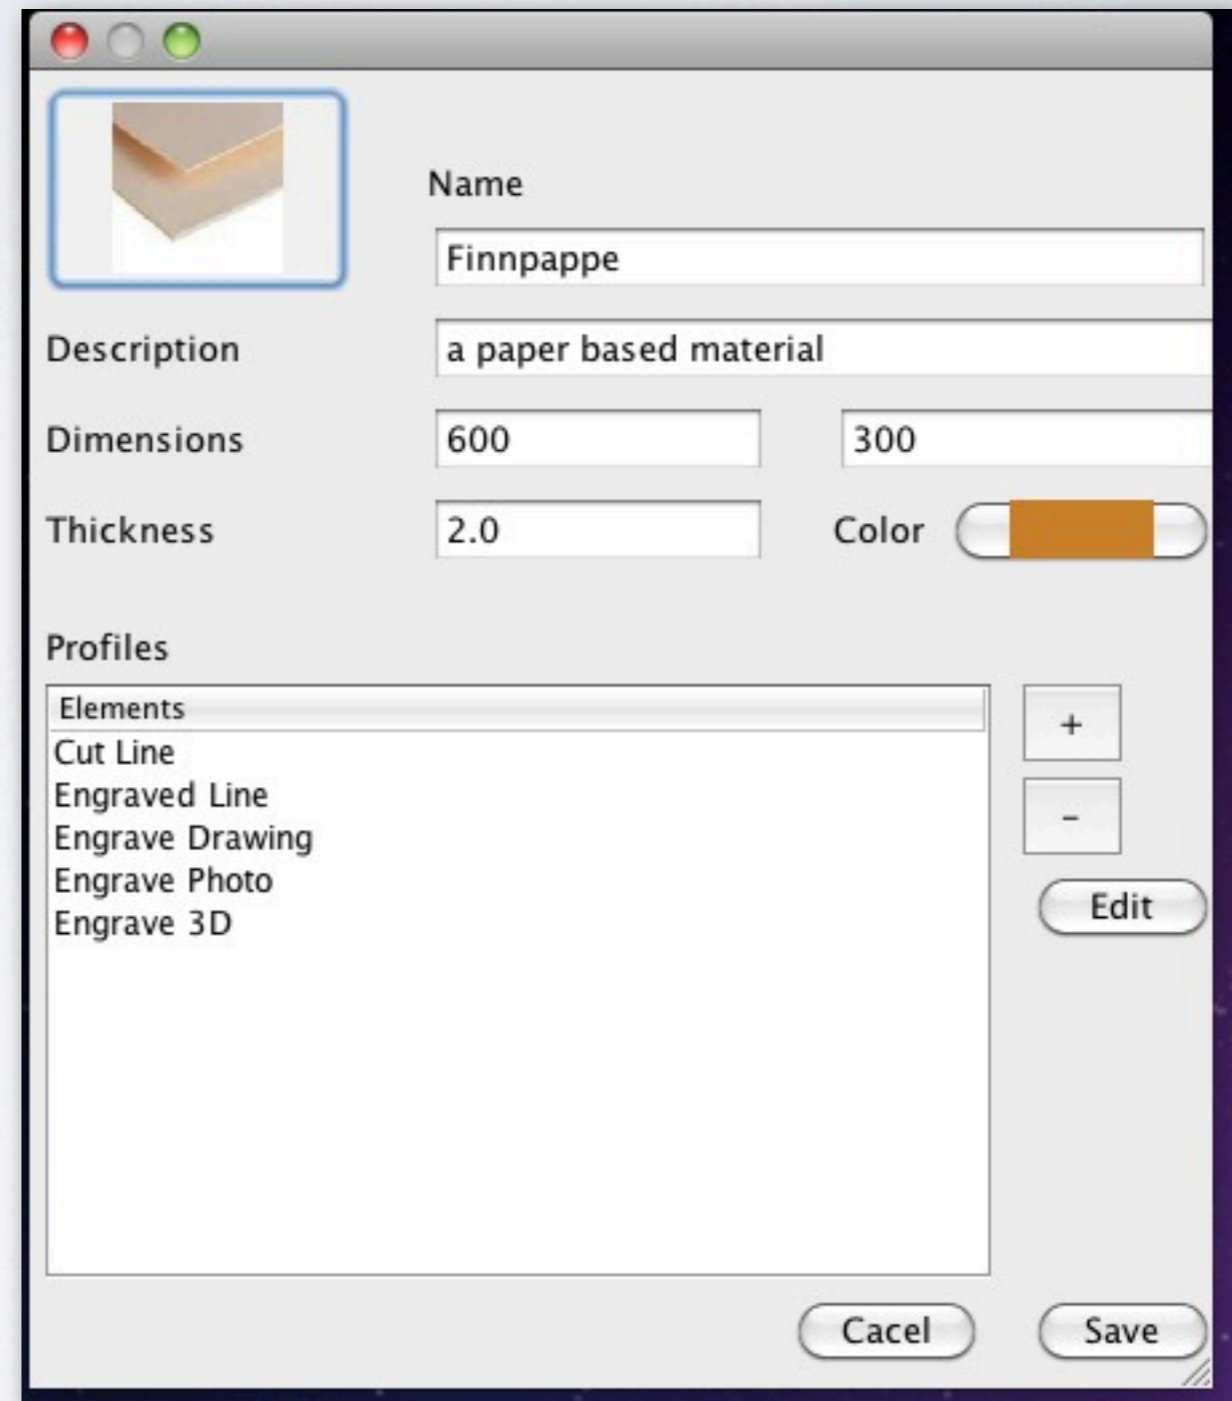 Name
Finnpappe
Description a paper based material
Dimensions 600 300
Thickness 2.0 Color
Profiles
Elements
+
Cut Line
Engraved Line
-
Engrave Drawing
Engrave Photo
Edit
Engrave 3D
Cacel Save